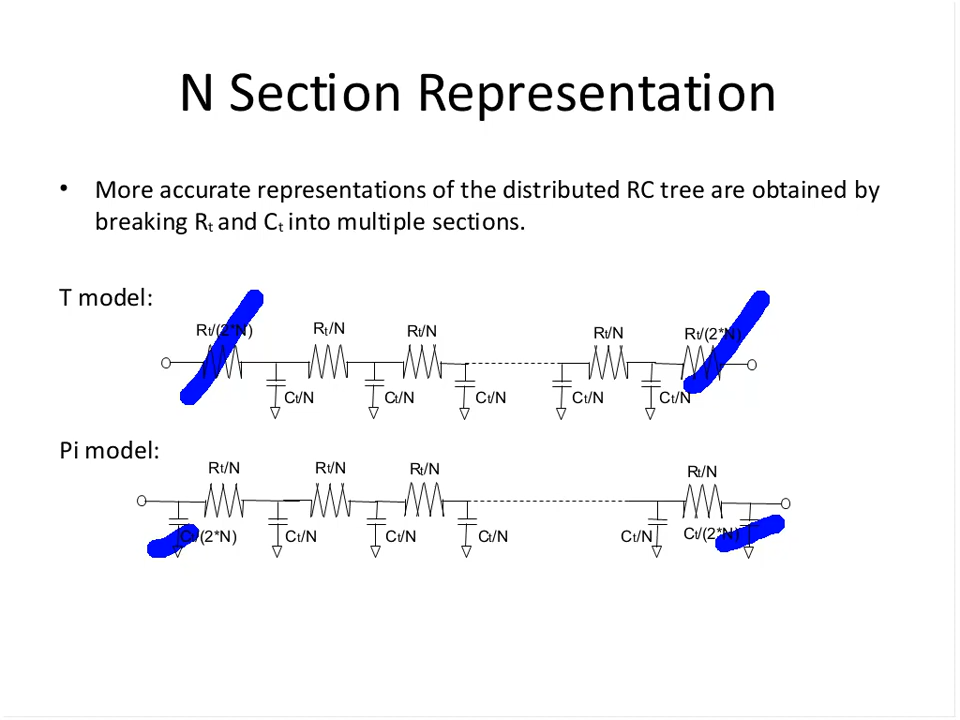 N Section Representation
• More accurate representations of the distributed RC tree are obtained by
breaking Rt and Ct into multiple sections.
T model:
Rt/(2*N) Rt/N Rt/N Rt/N Rt/(2*N)
Ct/N Ct/N Ct/N Ct/N Ct/N
Pi model:
Rt/N Rt/N Rt/N Rt/N
Ct/(2*N) Ct/N Ct/N Ct/N Ct/N Ct/(2*N)